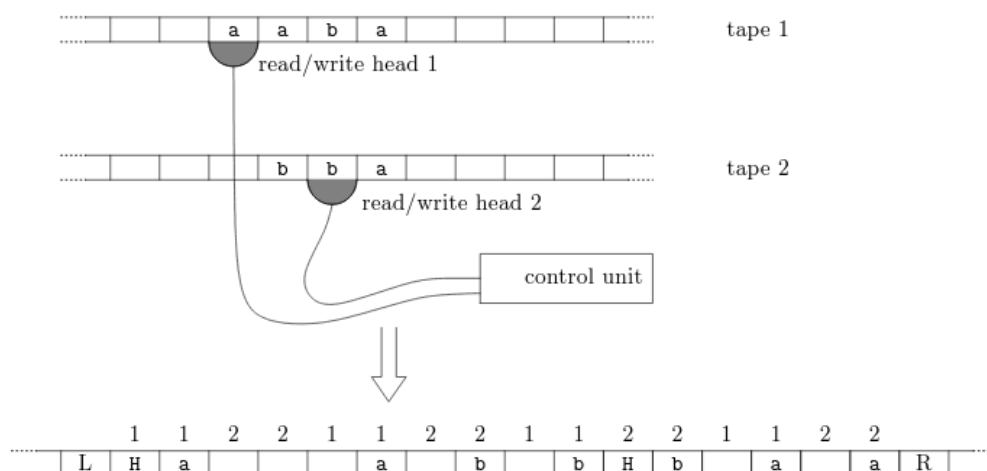 a a b a tape 1
read/write head 1
b b a tape 2
read/write head 2
control unit
1 1 2 2 1 1 2 2 1 1 2 2 1 1 2 2
L H a a b b H b a a R